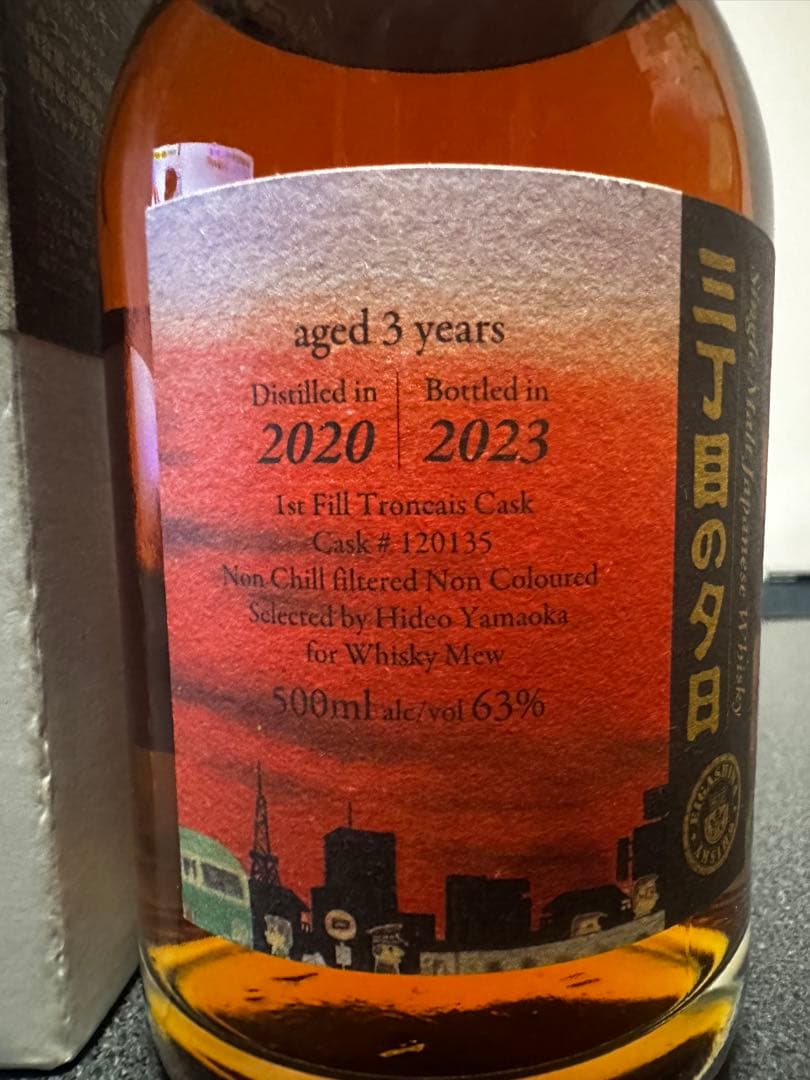 aged 3 years
Distilled in
2020
Bottled in
2023
1st Fill Troncais Cask
Cask # 120135
Non Chill filtered Non Coloured
Selected by Hideo Yamaoka
for Whisky Mew
500ml alc/vol 63%
三丁目の夕日
Single Malt Japanese Whisky
EIGASHIMA